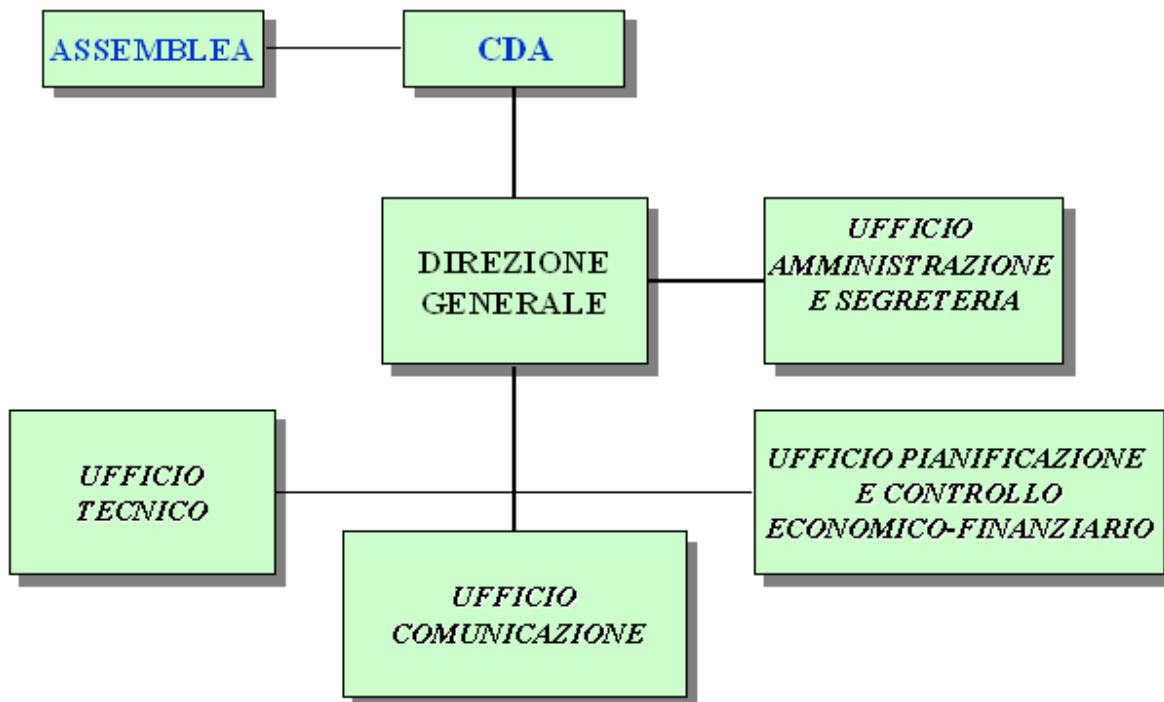 ASSEMBLEA
CDA
DIREZIONE
GENERALE
UFFICIO
AMMINISTRAZIONE
E SEGRETERIA
UFFICIO
TECNICO
UFFICIO PIANIFICAZIONE
E CONTROLLO
ECONOMICO-FINANZIARIO
UFFICIO
COMUNICAZIONE